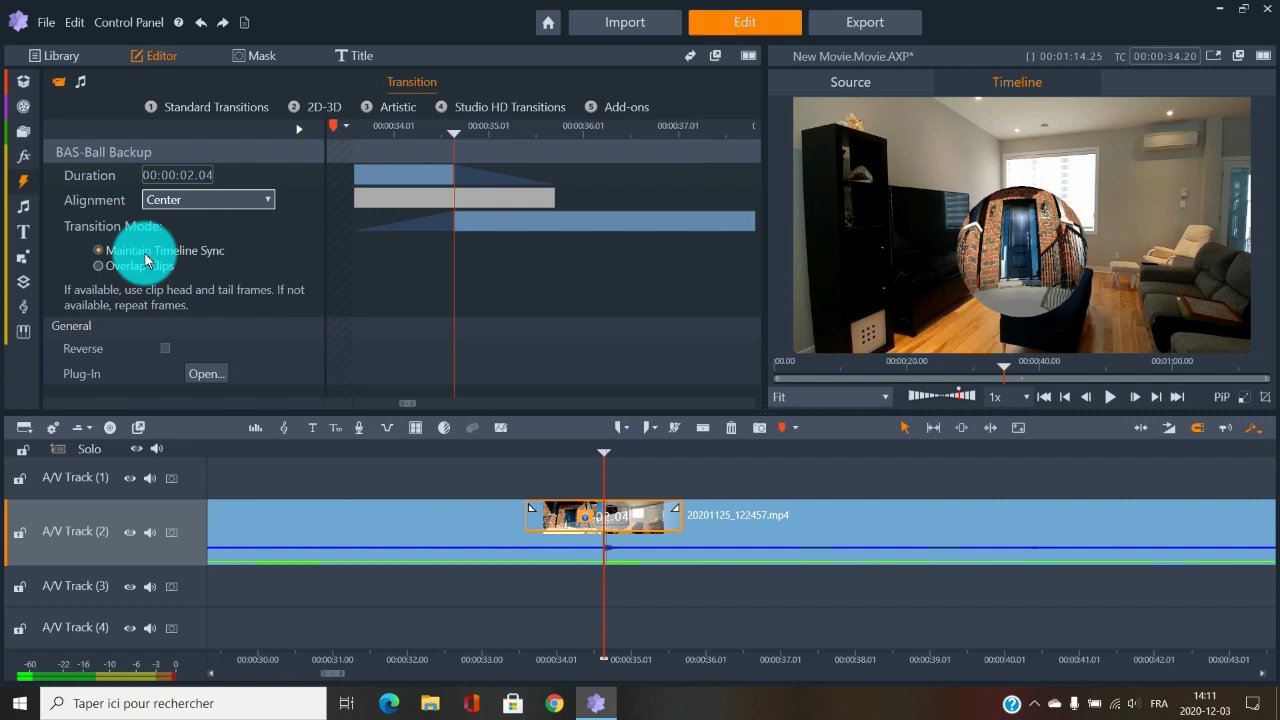 File Edit Control Panel ?
Import Edit Export
Library Editor Mask Title
New Movie.Movie.AXP* [] 00:01:14.25 TC 00:00:34.20
Transition
Source Timeline
1 Standard Transitions 2 2D-3D 3 Artistic 4 Studio HD Transitions 5 Add-ons
00:00:34.01 00:00:35.01 00:00:36.01 00:00:37.01
BAS-Ball Backup
Duration 00:00:02.04
Alignment Center
Transition Mode:
Maintain Timeline Sync
Overlap Clips
If available, use clip head and tail frames. If not
available, repeat frames.
General
Reverse
Plug-In Open...
:00.00 00:00:20.00 00:00:40.00 00:01:00.00
Fit 1x PiP
Solo
A/V Track (1)
A/V Track (2) 02.04 20201125_122457.mp4
A/V Track (3)
A/V Track (4)
00:00:30.00 00:00:31.00 00:00:32.00 00:00:33.00 00:00:34.01 00:00:35.01 00:00:36.01 00:00:37.01 00:00:38.01 00:00:39.01 00:00:40.01 00:00:41.01 00:00:42.01 00:00:43.01
-60 -22 -16 -10 -6 -3 0
Taper ici pour rechercher
FRA
14:11
2020-12-03